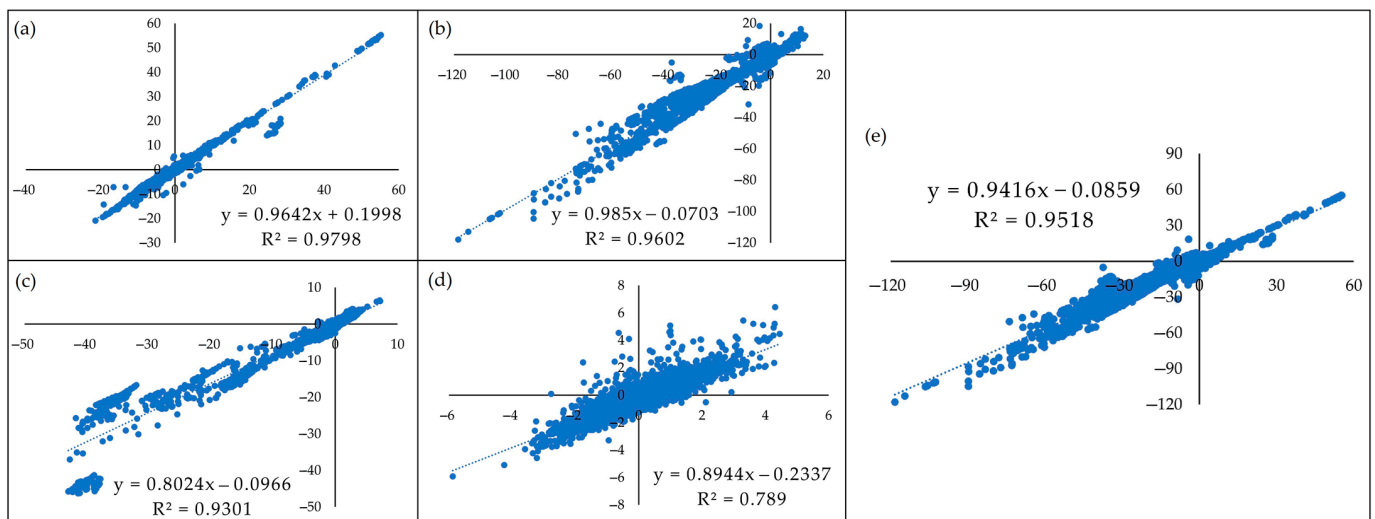 (a)
60
50
40
30
20
10
0
−10
−20
−30
−40 −20 0 20 40 60
y = 0.9642x + 0.1998
R² = 0.9798
(b)
20
0
−20
−40
−60
−80
−100
−120
−120 −100 −80 −60 −40 −20 0 20
y = 0.985x − 0.0703
R² = 0.9602
(c)
10
0
−10
−20
−30
−40
−50
−50 −40 −30 −20 −10 0 10
y = 0.8024x − 0.0966
R² = 0.9301
(d)
8
6
4
2
0
−2
−4
−6
−8
−6 −4 −2 0 2 4 6
y = 0.8944x − 0.2337
R² = 0.789
(e)
90
60
30
0
−30
−60
−90
−120
−120 −90 −60 −30 0 30 60
y = 0.9416x − 0.0859
R² = 0.9518